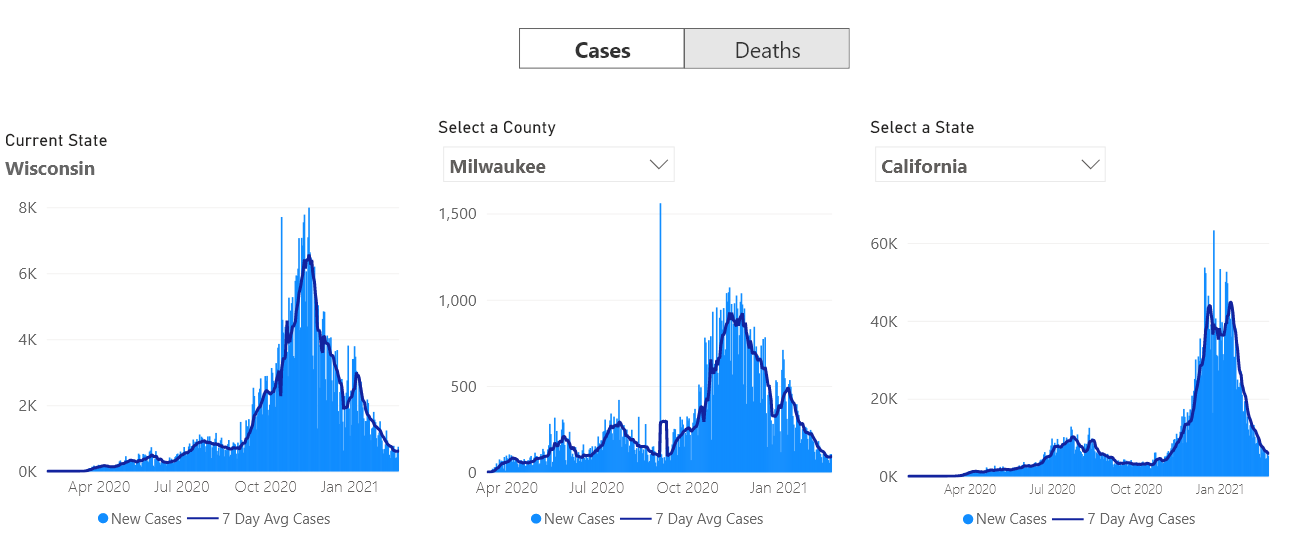 Cases Deaths
Current State
Wisconsin
8K
6K
4K
2K
0K
Apr 2020 Jul 2020 Oct 2020 Jan 2021
New Cases 7 Day Avg Cases
Select a County
Milwaukee
1,500
1,000
500
0
Apr 2020 Jul 2020 Oct 2020 Jan 2021
New Cases 7 Day Avg Cases
Select a State
California
60K
40K
20K
0K
Apr 2020 Jul 2020 Oct 2020 Jan 2021
New Cases 7 Day Avg Cases